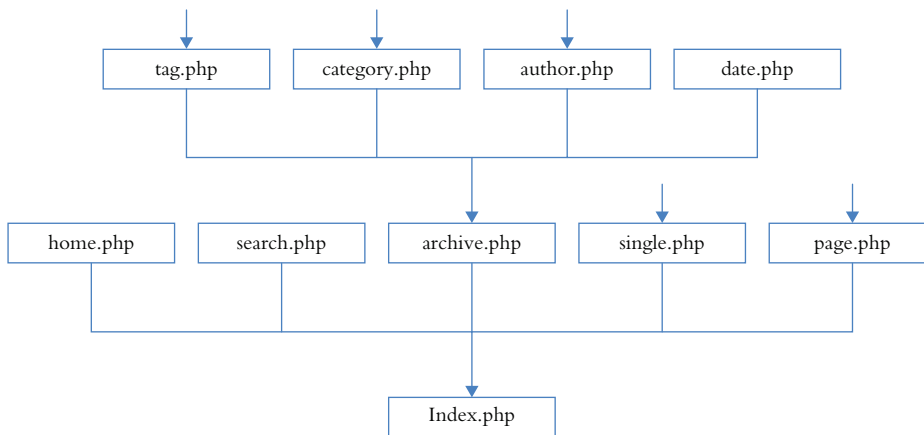 tag.php
category.php
author.php
date.php
home.php
search.php
archive.php
single.php
page.php
Index.php